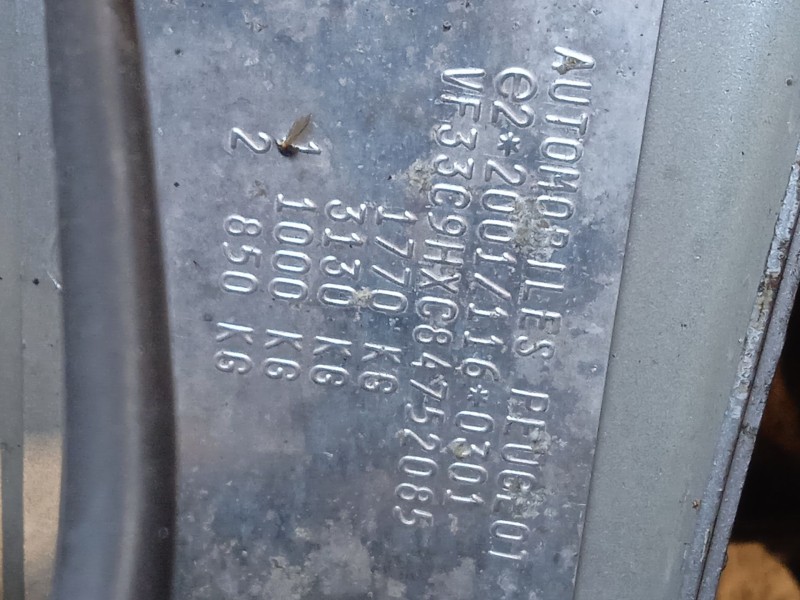 AUTOMOBILES PEUGEOT
e2*2001/116*0301
VF33C9HXC84752085
1770 KG
3130 KG
1 1000 KG
2 850 KG